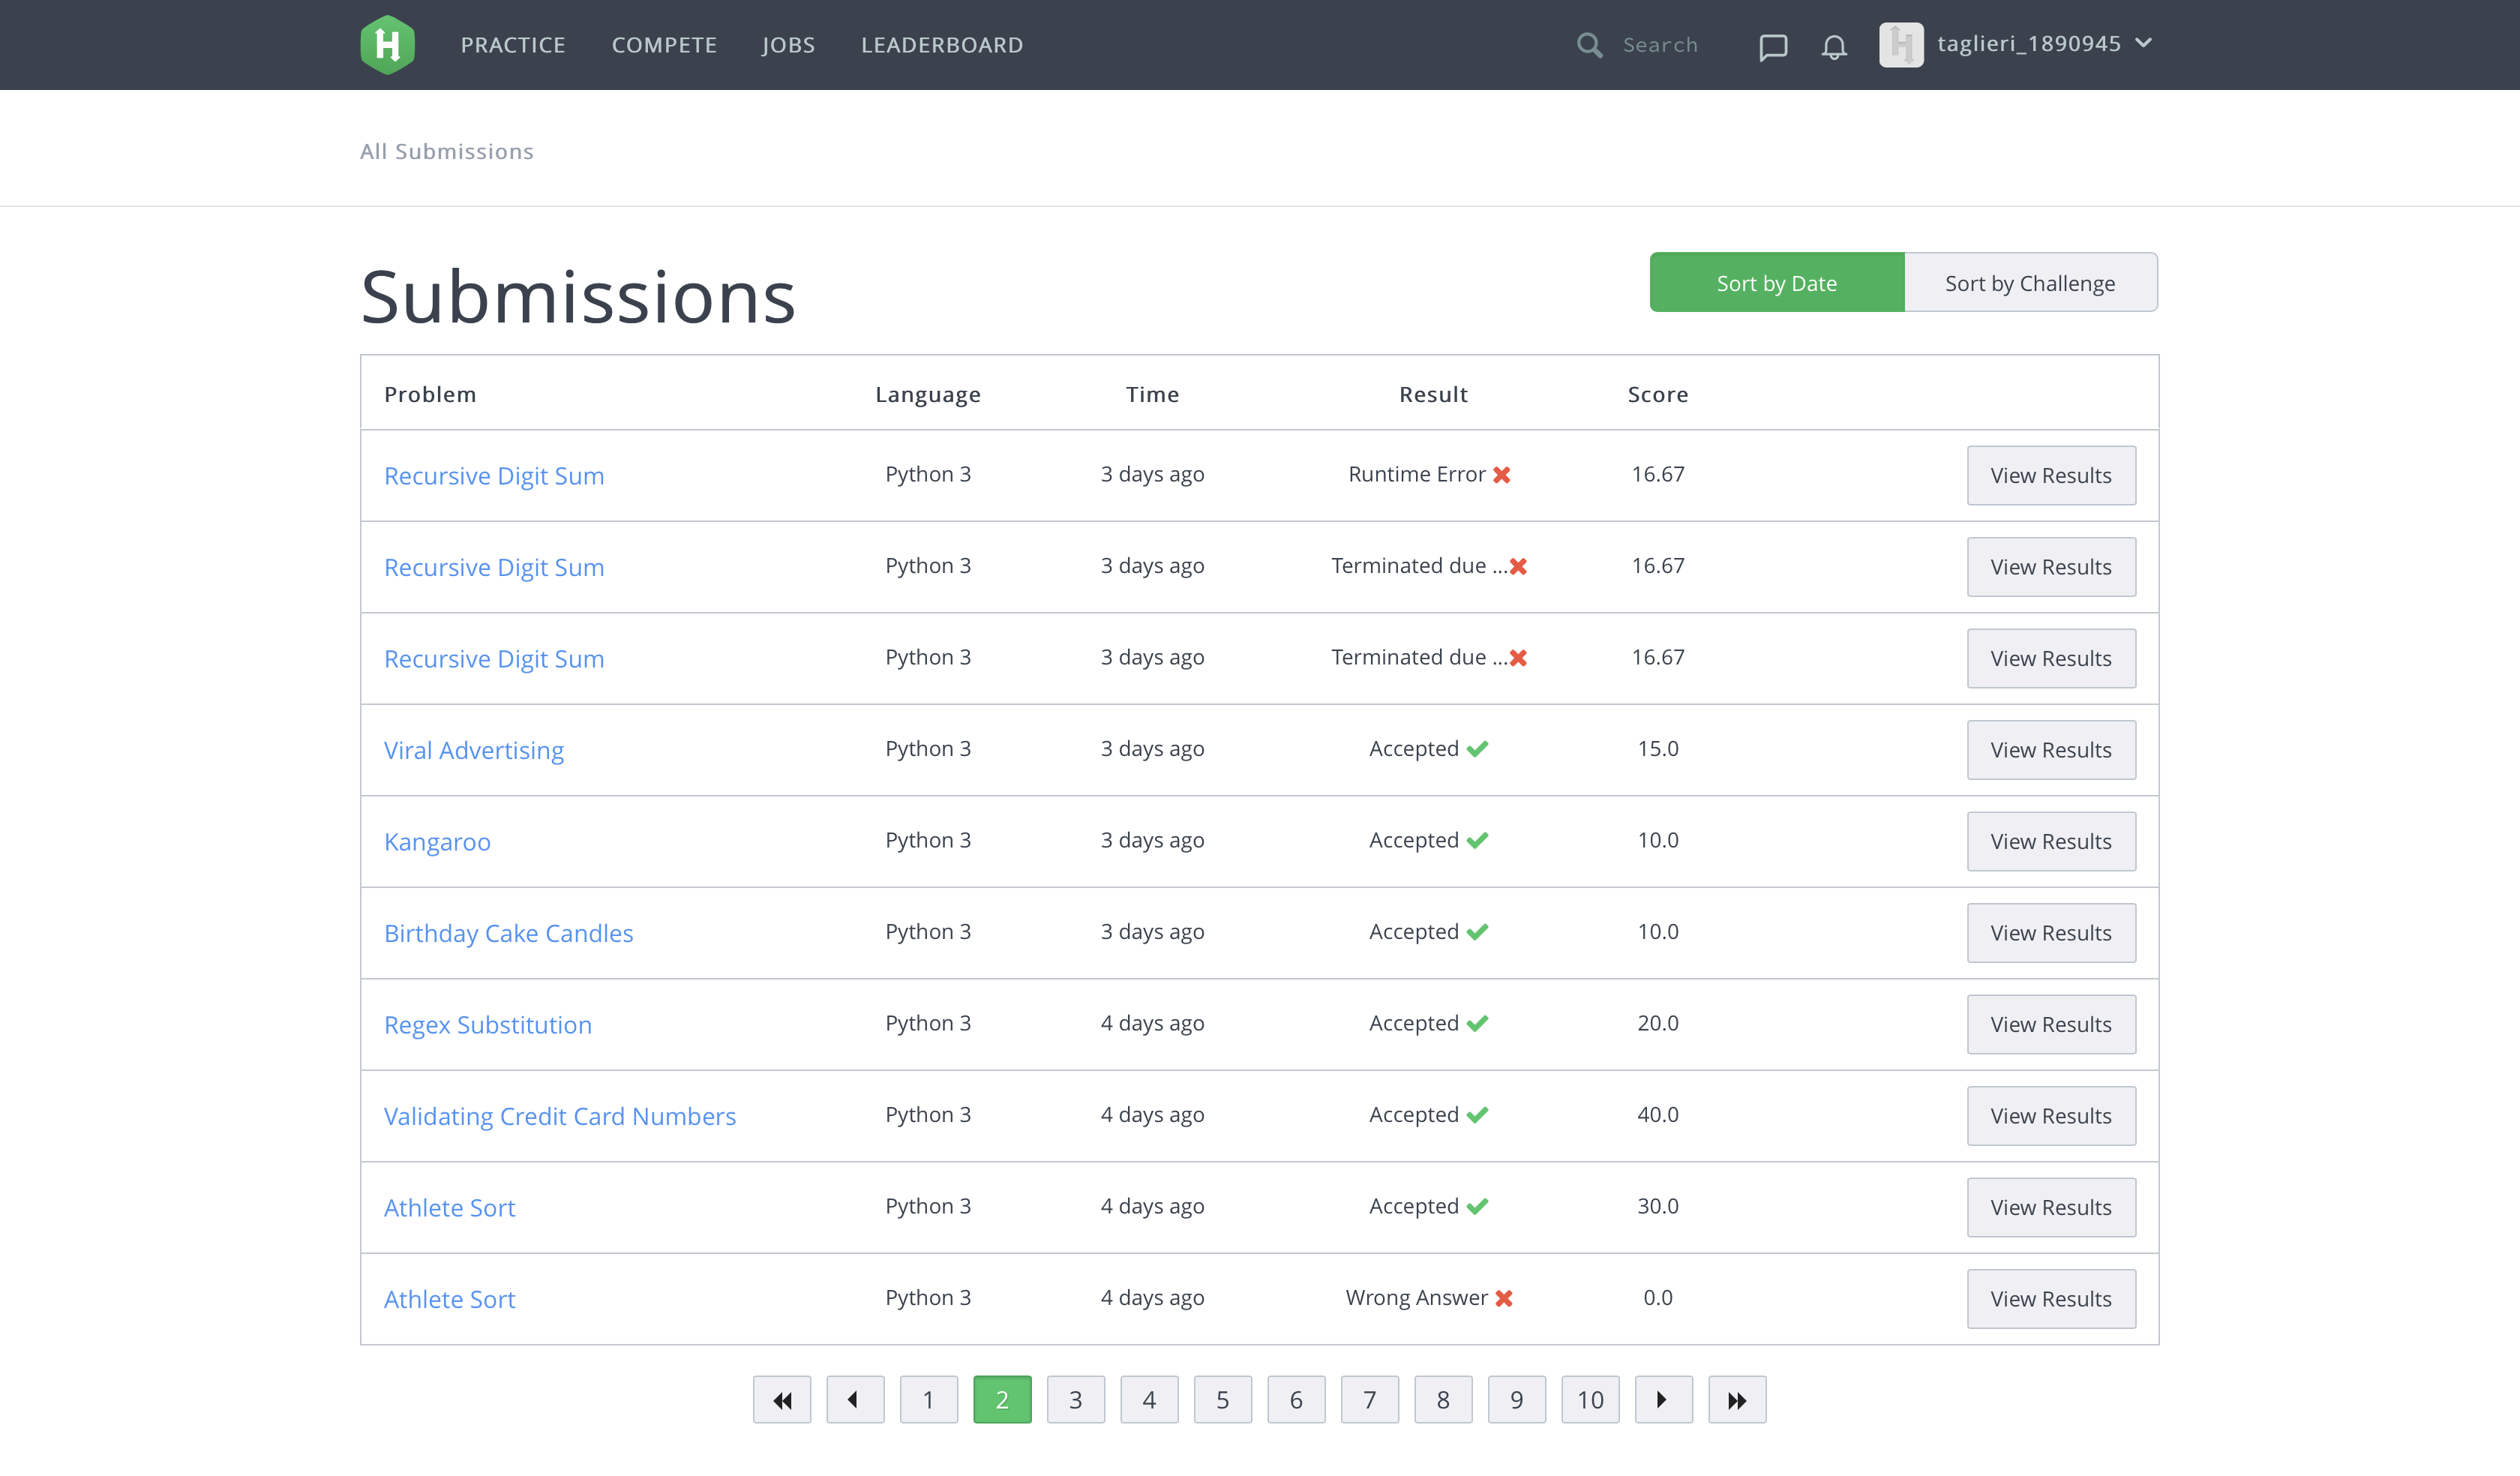 PRACTICE COMPETE JOBS LEADERBOARD Search taglieri_1890945
All Submissions
Submissions Sort by Date Sort by Challenge
Problem Language Time Result Score
Recursive Digit Sum Python 3 3 days ago Runtime Error 16.67 View Results
Recursive Digit Sum Python 3 3 days ago Terminated due ... 16.67 View Results
Recursive Digit Sum Python 3 3 days ago Terminated due ... 16.67 View Results
Viral Advertising Python 3 3 days ago Accepted 15.0 View Results
Kangaroo Python 3 3 days ago Accepted 10.0 View Results
Birthday Cake Candles Python 3 3 days ago Accepted 10.0 View Results
Regex Substitution Python 3 4 days ago Accepted 20.0 View Results
Validating Credit Card Numbers Python 3 4 days ago Accepted 40.0 View Results
Athlete Sort Python 3 4 days ago Accepted 30.0 View Results
Athlete Sort Python 3 4 days ago Wrong Answer 0.0 View Results
1 2 3 4 5 6 7 8 9 10